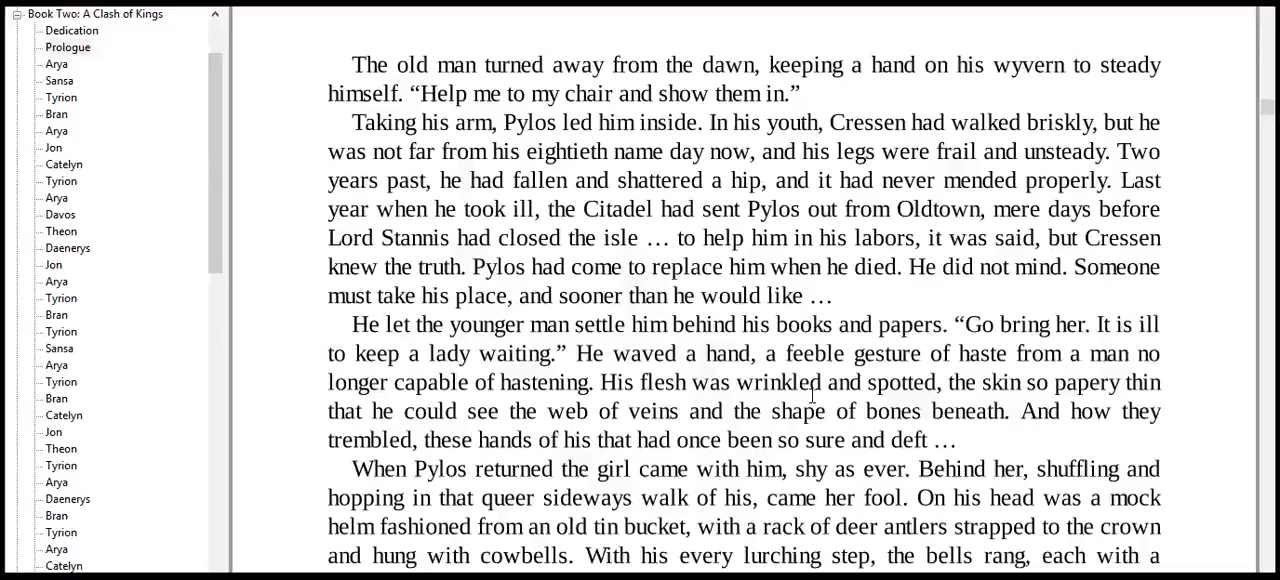 Book Two: A Clash of Kings
Dedication
Prologue
Arya
Sansa
Tyrion
Bran
Arya
Jon
Catelyn
Tyrion
Arya
Davos
Theon
Daenerys
Jon
Arya
Tyrion
Bran
Tyrion
Sansa
Arya
Tyrion
Bran
Catelyn
Jon
Theon
Tyrion
Arya
Daenerys
Bran
Tyrion
Arya
Catelyn
The old man turned away from the dawn, keeping a hand on his wyvern to steady
himself. “Help me to my chair and show them in.”
Taking his arm, Pylos led him inside. In his youth, Cressen had walked briskly, but he
was not far from his eightieth name day now, and his legs were frail and unsteady. Two
years past, he had fallen and shattered a hip, and it had never mended properly. Last
year when he took ill, the Citadel had sent Pylos out from Oldtown, mere days before
Lord Stannis had closed the isle … to help him in his labors, it was said, but Cressen
knew the truth. Pylos had come to replace him when he died. He did not mind. Someone
must take his place, and sooner than he would like …
He let the younger man settle him behind his books and papers. “Go bring her. It is ill
to keep a lady waiting.” He waved a hand, a feeble gesture of haste from a man no
longer capable of hastening. His flesh was wrinkled and spotted, the skin so papery thin
that he could see the web of veins and the shape of bones beneath. And how they
trembled, these hands of his that had once been so sure and deft …
When Pylos returned the girl came with him, shy as ever. Behind her, shuffling and
hopping in that queer sideways walk of his, came her fool. On his head was a mock
helm fashioned from an old tin bucket, with a rack of deer antlers strapped to the crown
and hung with cowbells. With his every lurching step, the bells rang, each with a